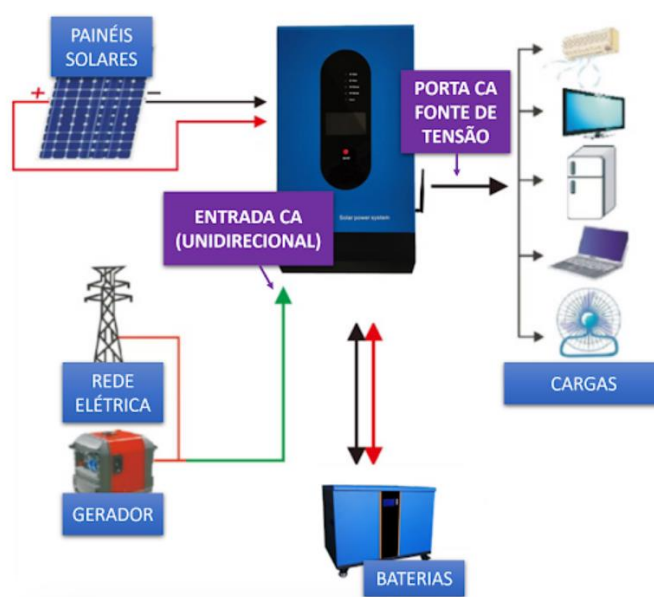 PAINÉIS
SOLARES
+
−
PORTA CA
FONTE DE
TENSÃO
ENTRADA CA
(UNIDIRECIONAL)
Solar power system
REDE
ELÉTRICA
CARGAS
GERADOR
BATERIAS